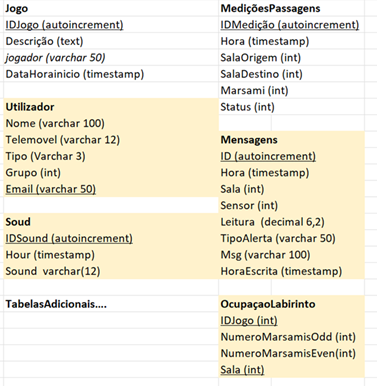 Jogo
IDJogo (autoincrement)
Descrição (text)
jogador (varchar 50)
DataHorainicio (timestamp)
Utilizador
Nome (varchar 100)
Telemovel (varchar 12)
Tipo (Varchar 3)
Grupo (int)
Email (varchar 50)
Soud
IDSound (autoincrement)
Hour (timestamp)
Sound  varchar(12)
TabelasAdicionais....
MediçõesPassagens
IDMedição (autoincrement)
Hora (timestamp)
SalaOrigem (int)
SalaDestino (int)
Marsami (int)
Status (int)
Mensagens
ID (autoincrement)
Hora (timestamp)
Sala (int)
Sensor (int)
Leitura  (decimal 6,2)
TipoAlerta (varchar 50)
Msg (varchar 100)
HoraEscrita (timestamp)
OcupaçaoLabirinto
IDJogo (int)
NumeroMarsamisOdd (int)
NumeroMarsamisEven(int)
Sala (int)